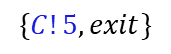 {C! 5, exit}